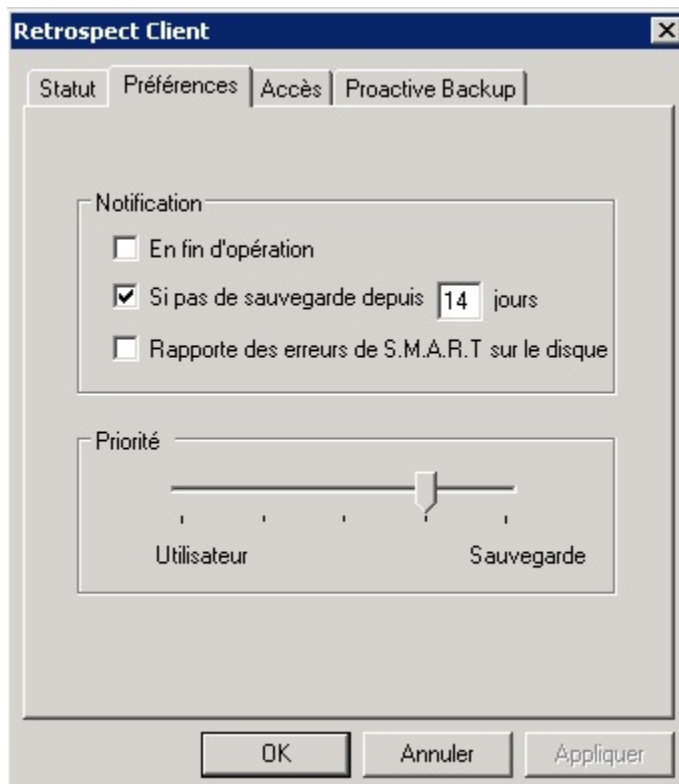 Retrospect Client
Statut Préférences Accès Proactive Backup
Notification
En fin d'opération
Si pas de sauvegarde depuis 14 jours
Rapporte des erreurs de S.M.A.R.T sur le disque
Priorité
Utilisateur Sauvegarde
OK Annuler Appliquer